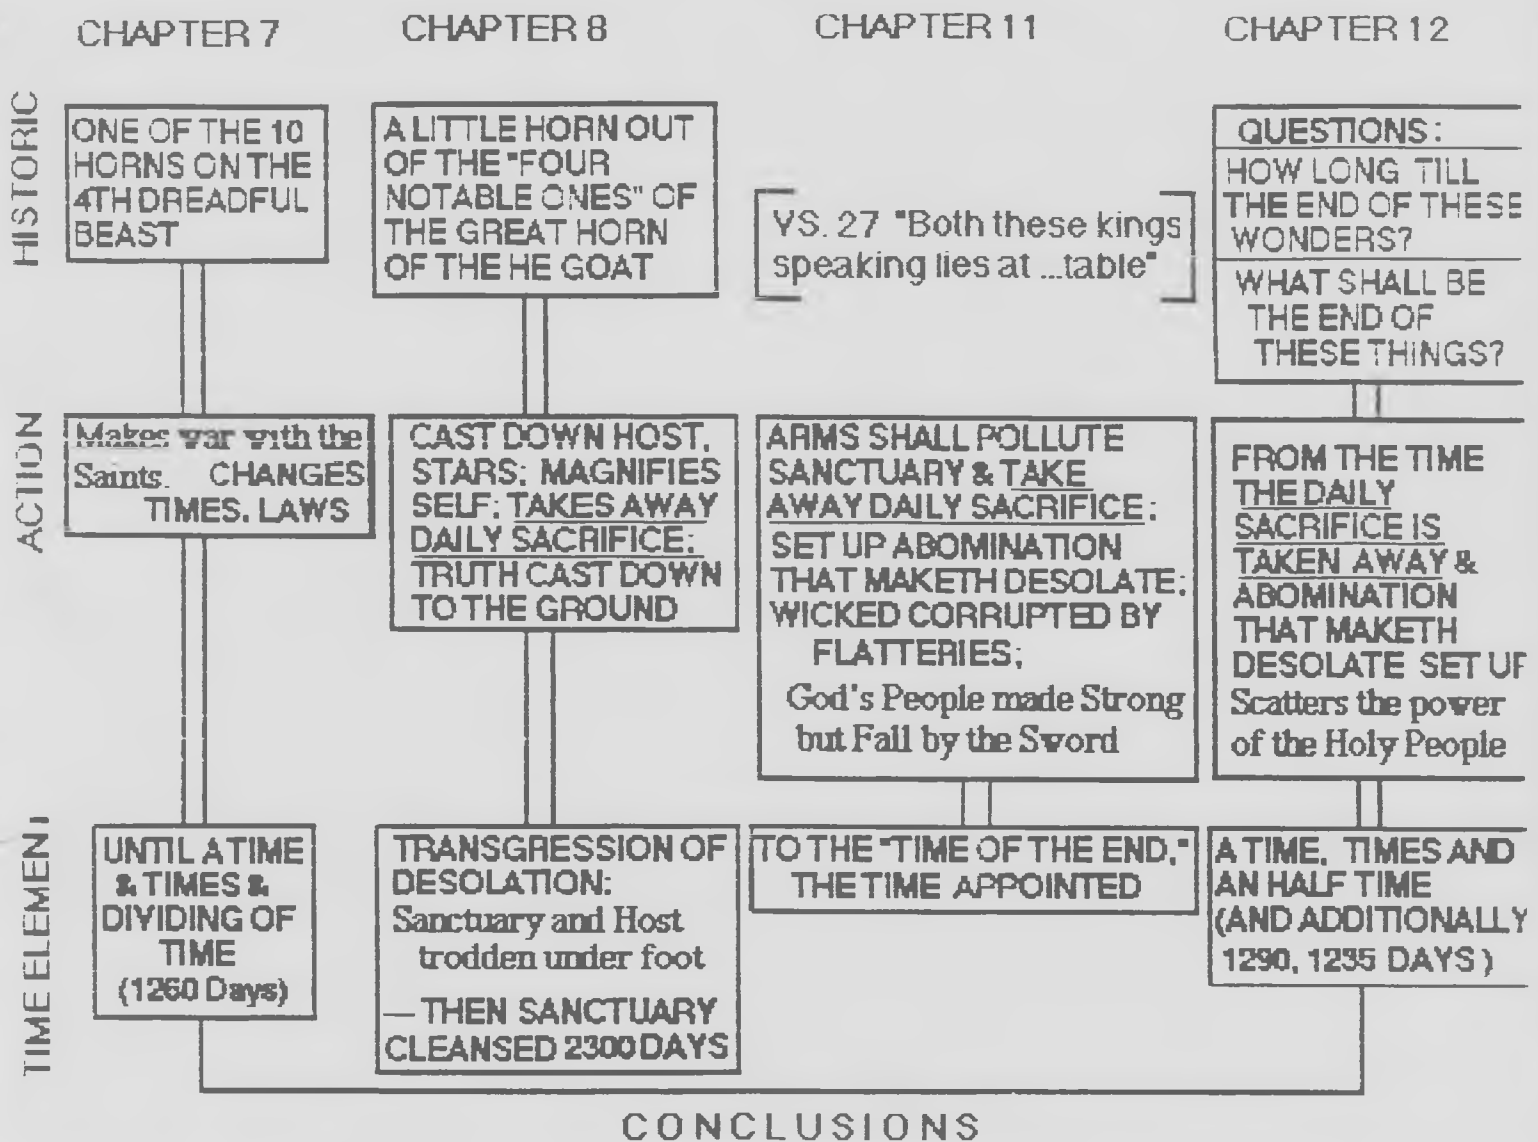 CHAPTER 7
CHAPTER 8
CHAPTER 11
CHAPTER 12
HISTORIC
ONE OF THE 10
HORNS ON THE
4TH DREADFUL
BEAST
A LITTLE HORN OUT
OF THE "FOUR
NOTABLE ONES" OF
THE GREAT HORN
OF THE HE GOAT
VS. 27 "Both these kings
speaking lies at ...table"
QUESTIONS:
HOW LONG TILL
THE END OF THESE
WONDERS?
WHAT SHALL BE
THE END OF
THESE THINGS?
ACTION
Makes war with the
Saints. CHANGES
TIMES, LAWS
CAST DOWN HOST,
STARS; MAGNIFIES
SELF; TAKES AWAY
DAILY SACRIFICE;
TRUTH CAST DOWN
TO THE GROUND
ARMS SHALL POLLUTE
SANCTUARY & TAKE
AWAY DAILY SACRIFICE;
SET UP ABOMINATION
THAT MAKETH DESOLATE;
WICKED CORRUPTED BY
FLATTERIES;
God's People made Strong
but Fall by the Sword
FROM THE TIME
THE DAILY
SACRIFICE IS
TAKEN AWAY &
ABOMINATION
THAT MAKETH
DESOLATE SET UP
Scatters the power
of the Holy People
TIME ELEMENT
UNTIL A TIME
& TIMES &
DIVIDING OF
TIME
(1260 Days)
TRANSGRESSION OF
DESOLATION:
Sanctuary and Host
trodden under foot
— THEN SANCTUARY
CLEANSED 2300 DAYS
TO THE "TIME OF THE END,"
THE TIME APPOINTED
A TIME, TIMES AND
AN HALF TIME
(AND ADDITIONALLY
1290, 1235 DAYS)
CONCLUSIONS